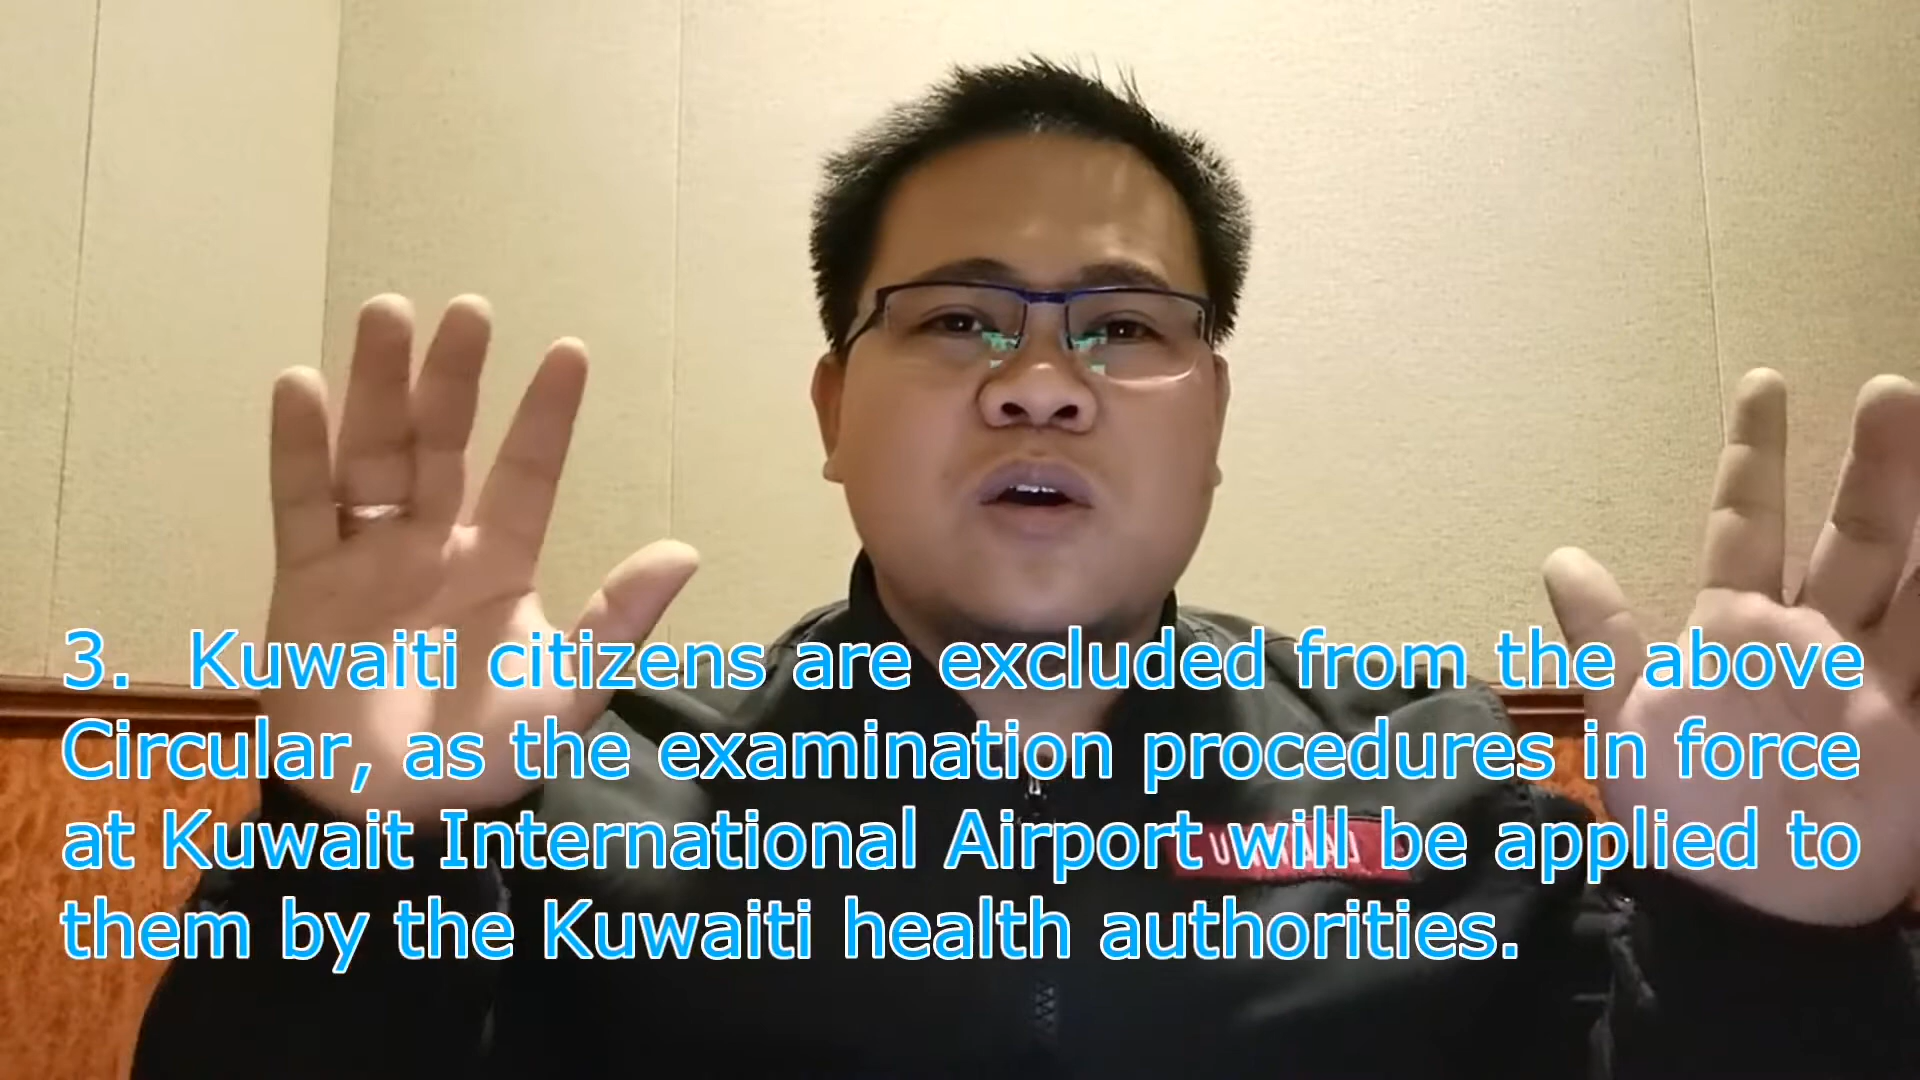 3. Kuwaiti citizens are excluded from the above
Circular, as the examination procedures in force
at Kuwait International Airport will be applied to
them by the Kuwaiti health authorities.